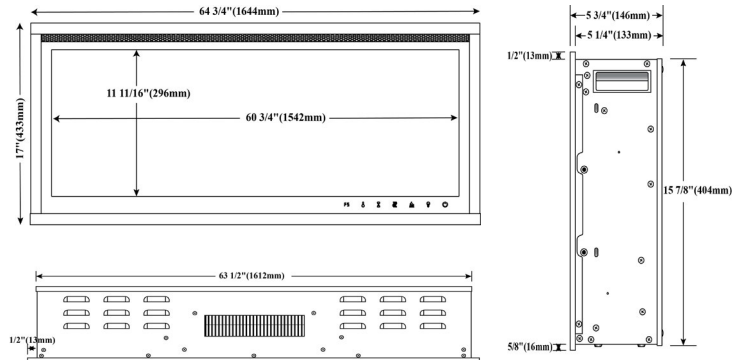 64 3/4"(1644mm)
17"(433mm)
11 11/16"(296mm)
60 3/4"(1542mm)
63 1/2"(1612mm)
1/2"(13mm)
5 3/4"(146mm)
5 1/4"(133mm)
1/2"(13mm)
15 7/8"(404mm)
5/8"(16mm)